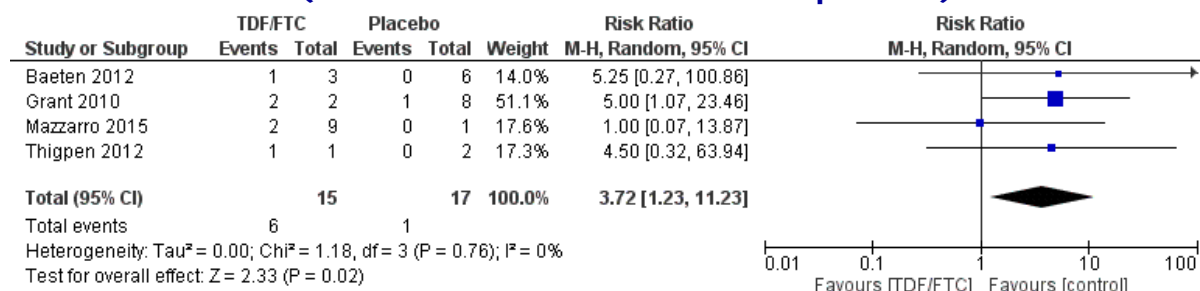 TDF/FTC Placebo Risk Ratio Risk Ratio
Study or Subgroup Events Total Events Total Weight M-H, Random, 95% CI M-H, Random, 95% CI
Baeten 2012 1 3 0 6 14.0% 5.25 [0.27, 100.86]
Grant 2010 2 2 1 8 51.1% 5.00 [1.07, 23.46]
Mazzarro 2015 2 9 0 1 17.6% 1.00 [0.07, 13.87]
Thigpen 2012 1 1 0 2 17.3% 4.50 [0.32, 63.94]
Total (95% CI) 15 17 100.0% 3.72 [1.23, 11.23]
Total events 6 1
Heterogeneity: Tau² = 0.00; Chi² = 1.18, df = 3 (P = 0.76); I² = 0%
Test for overall effect: Z = 2.33 (P = 0.02)
0.01 0.1 1 10 100
Favours [TDF/FTC] Favours [control]